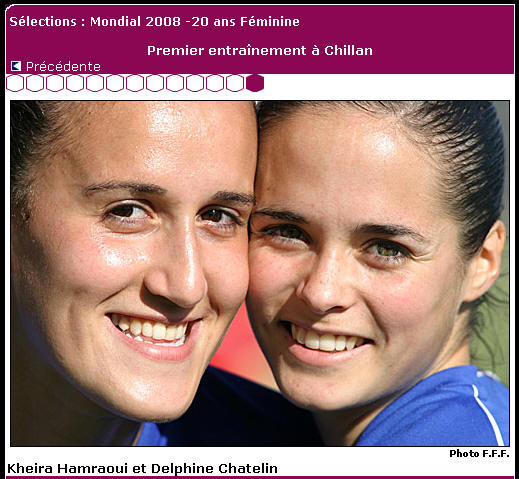 Sélections : Mondial 2008 -20 ans Féminine
Premier entraînement à Chillan
Précédente
Photo F.F.F.
Kheira Hamraoui et Delphine Chatelin